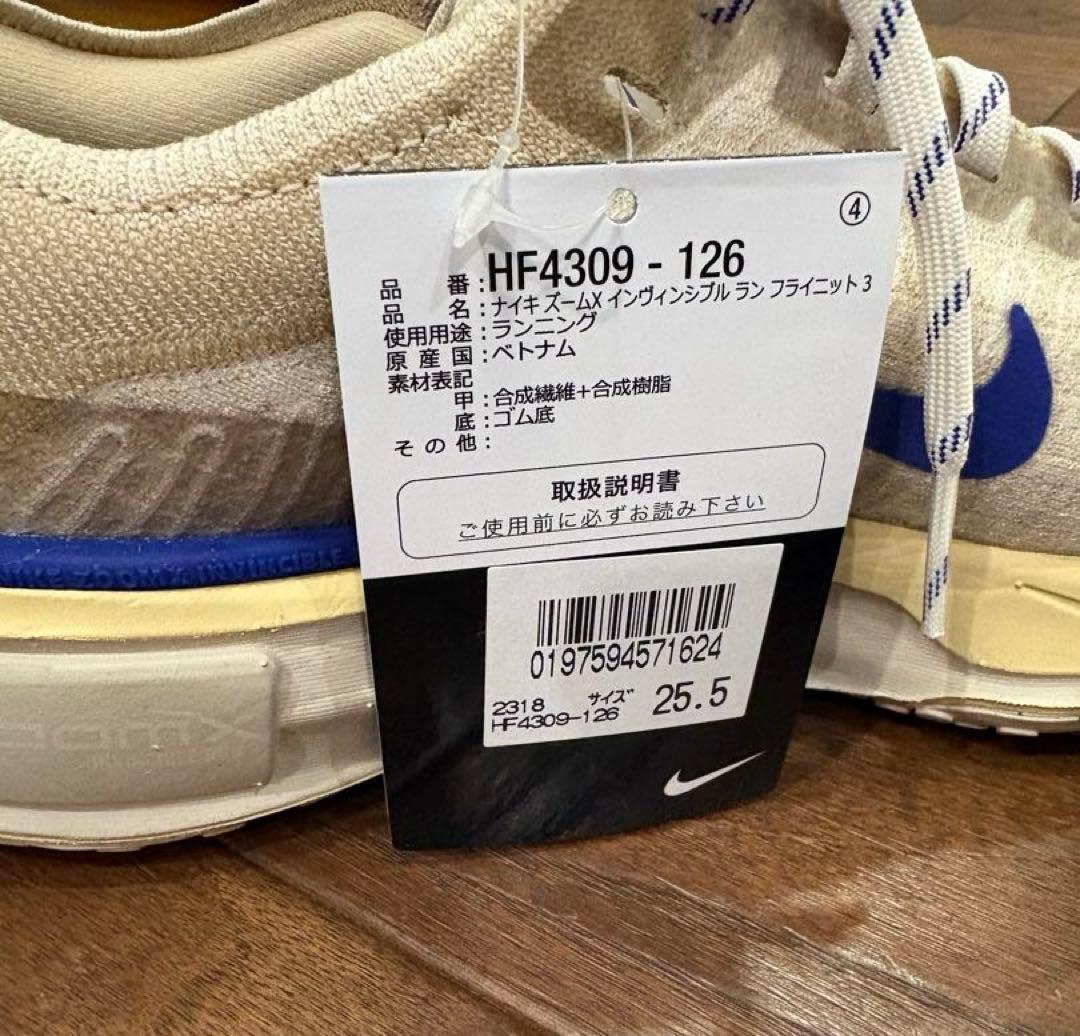 ④
品番：HF4309 - 126
品名：ナイキ ズームX インヴィンシブル ラン フライニット 3
使用用途：ランニング
原産国：ベトナム
素材表記
甲：合成繊維+合成樹脂
底：ゴム底
その他：
取扱説明書
ご使用前に必ずお読み下さい
0197594571624
2318 サイズ 25.5
HF4309-126